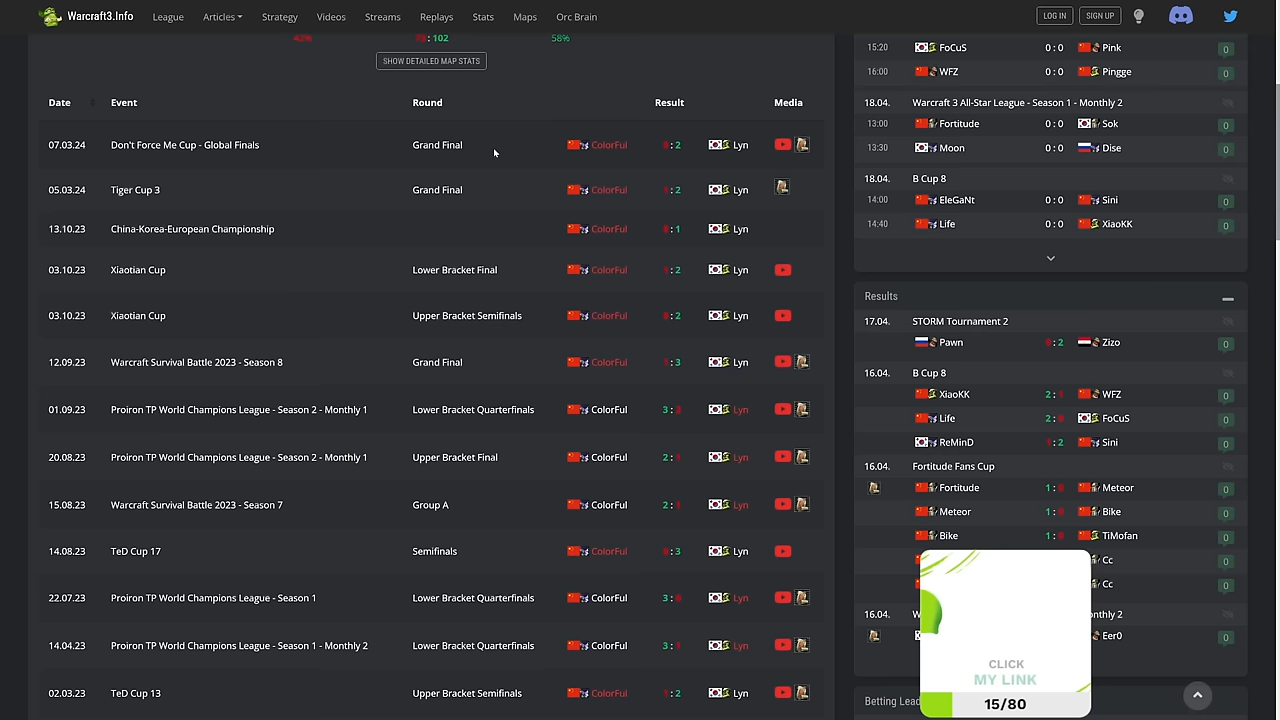 Warcraft3.Info League Articles Strategy Videos Streams Replays Stats Maps Orc Brain LOG IN SIGN UP
42% : 102 58%
SHOW DETAILED MAP STATS
Date Event Round Result Media
07.03.24 Don't Force Me Cup - Global Finals Grand Final ColorFul :2 Lyn
05.03.24 Tiger Cup 3 Grand Final ColorFul :2 Lyn
13.10.23 China-Korea-European Championship ColorFul :1 Lyn
03.10.23 Xiaotian Cup Lower Bracket Final ColorFul :2 Lyn
03.10.23 Xiaotian Cup Upper Bracket Semifinals ColorFul :2 Lyn
12.09.23 Warcraft Survival Battle 2023 - Season 8 Grand Final ColorFul :3 Lyn
01.09.23 Proiron TP World Champions League - Season 2 - Monthly 1 Lower Bracket Quarterfinals ColorFul 3: Lyn
20.08.23 Proiron TP World Champions League - Season 2 - Monthly 1 Upper Bracket Final ColorFul 2: Lyn
15.08.23 Warcraft Survival Battle 2023 - Season 7 Group A ColorFul 2: Lyn
14.08.23 TeD Cup 17 Semifinals ColorFul :3 Lyn
22.07.23 Proiron TP World Champions League - Season 1 Lower Bracket Quarterfinals ColorFul 3: Lyn
14.04.23 Proiron TP World Champions League - Season 1 - Monthly 2 Lower Bracket Quarterfinals ColorFul 3: Lyn
02.03.23 TeD Cup 13 Upper Bracket Semifinals ColorFul :2 Lyn
15:20 FoCuS 0:0 Pink 0
16:00 WFZ 0:0 Pingge 0
18.04. Warcraft 3 All-Star League - Season 1 - Monthly 2
13:00 Fortitude 0:0 Sok 0
13:30 Moon 0:0 Dise 0
18.04. B Cup 8
14:00 EleGaNt 0:0 Sini 0
14:40 Life 0:0 XiaoKK 0
Results
17.04. STORM Tournament 2
Pawn :2 Zizo 0
16.04. B Cup 8
XiaoKK 2: WFZ 0
Life 2: FoCuS 0
ReMinD :2 Sini 0
16.04. Fortitude Fans Cup
Fortitude 1: Meteor 0
Meteor 1: Bike 0
Bike 1: TiMofan 0
Cc 0
Cc 0
16.04. W onthly 2
Eer0 0
Betting Lead
CLICK
MY LINK
15/80